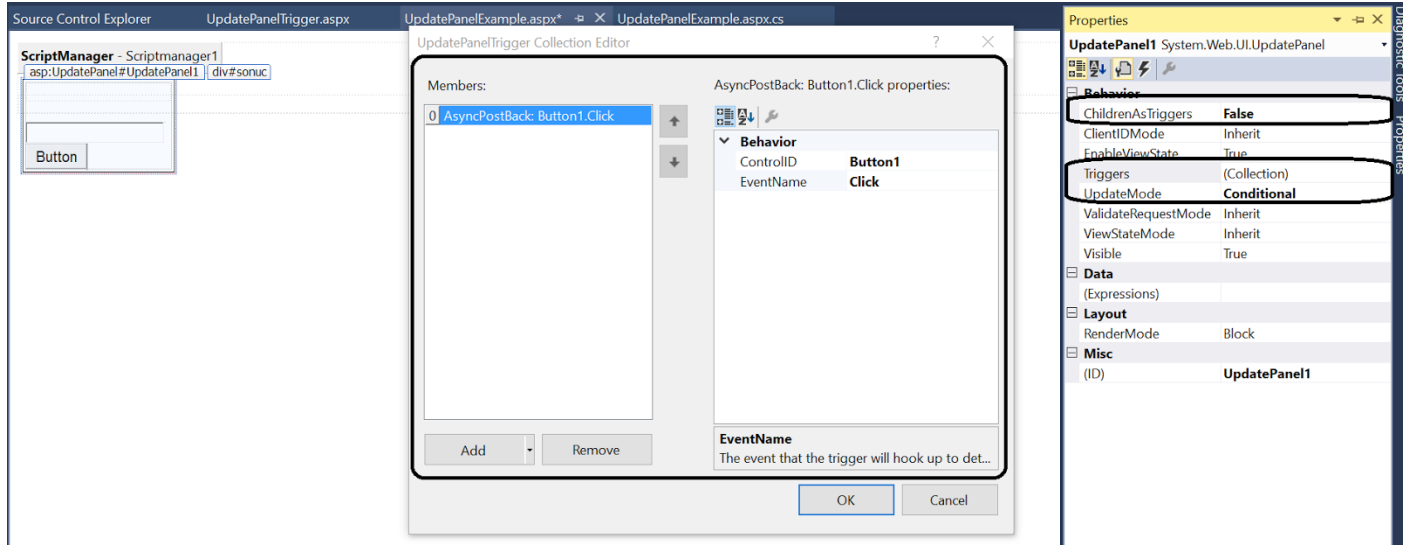 Source Control Explorer UpdatePanelTrigger.aspx UpdatePanelExample.aspx* UpdatePanelExample.aspx.cs
ScriptManager - Scriptmanager1
asp:UpdatePanel#UpdatePanel1 div#sonuc
Button
UpdatePanelTrigger Collection Editor ?
Members:
0 AsyncPostBack: Button1.Click
Add Remove
AsyncPostBack: Button1.Click properties:
Behavior
ControlID Button1
EventName Click
EventName
The event that the trigger will hook up to det...
OK Cancel
Properties
UpdatePanel1 System.Web.UI.UpdatePanel
Behavior
ChildrenAsTriggers False
ClientIDMode Inherit
EnableViewState True
Triggers (Collection)
UpdateMode Conditional
ValidateRequestMode Inherit
ViewStateMode Inherit
Visible True
Data
(Expressions)
Layout
RenderMode Block
Misc
(ID) UpdatePanel1
Diagnostic Tools
Properties